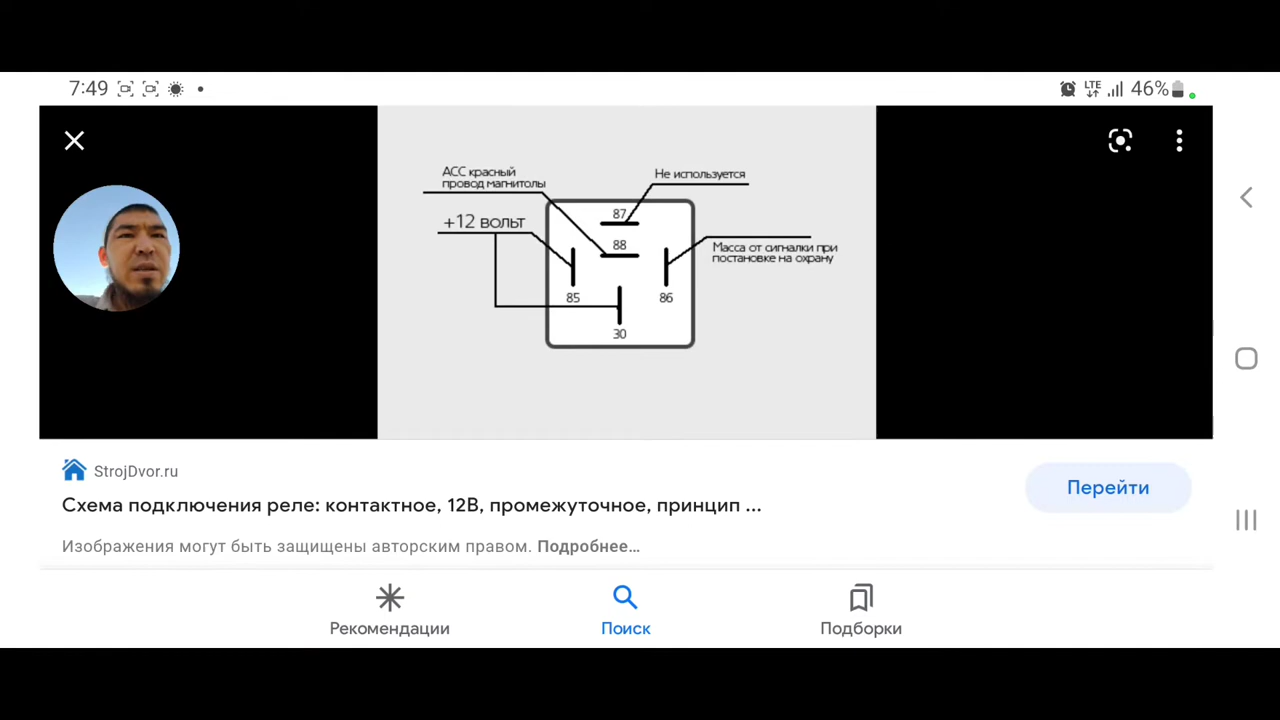 7:49
LTE 46%
АСС красный
провод магнитолы
Не используется
+12 вольт
87
88
Масса от сигналки при
постановке на охрану
85
86
30
StrojDvor.ru
Схема подключения реле: контактное, 12В, промежуточное, принцип ...
Перейти
Изображения могут быть защищены авторским правом. Подробнее...
Рекомендации
Поиск
Подборки